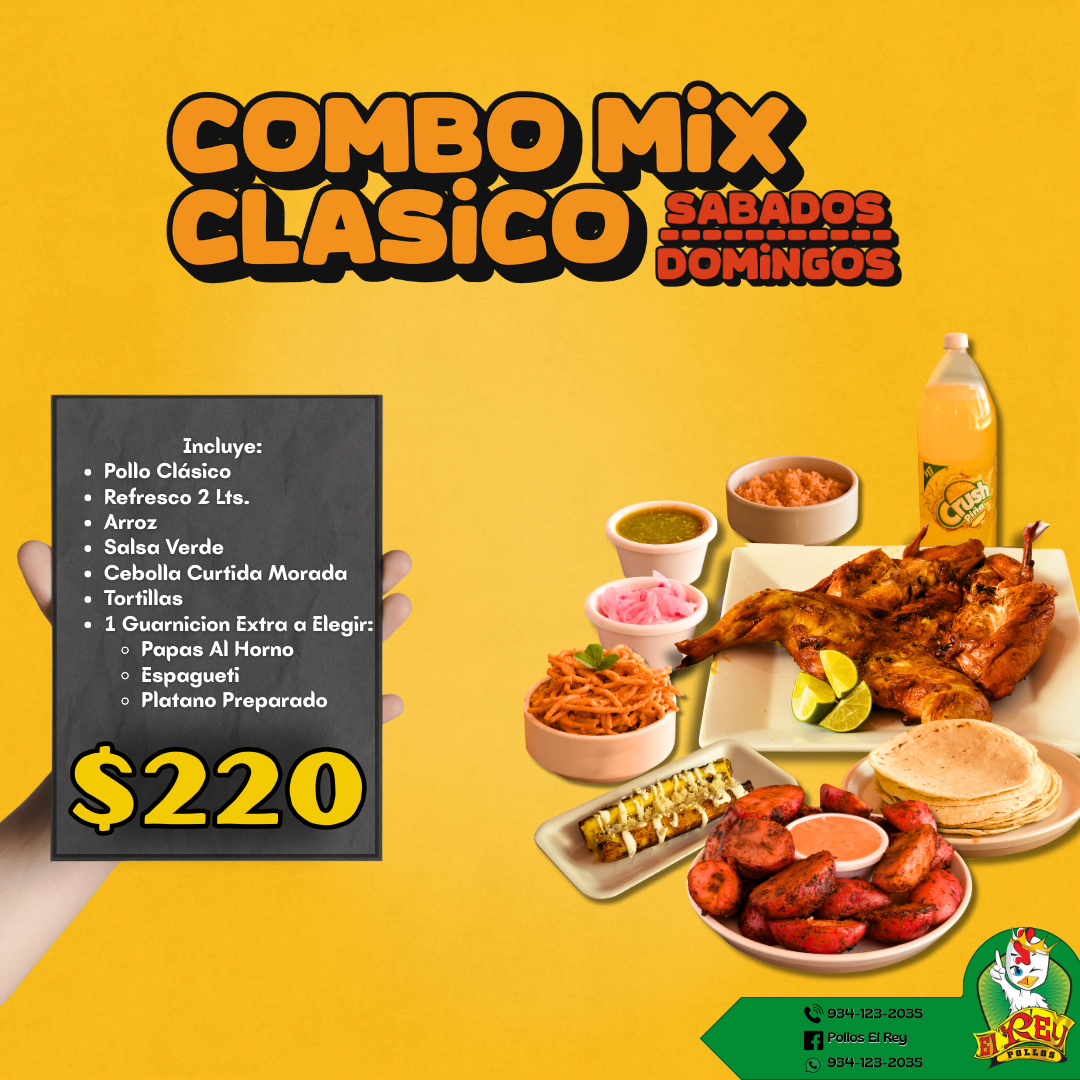 COMBO MiX
CLASiCO
SABADOS
DOMiNGOS
Incluye:
• Pollo Clásico
• Refresco 2 Lts.
• Arroz
• Salsa Verde
• Cebolla Curtida Morada
• Tortillas
• 1 Guarnicion Extra a Elegir:
◦ Papas Al Horno
◦ Espagueti
◦ Platano Preparado
$220
Crush
Piña
934-123-2035
Pollos El Rey
934-123-2035
El REY
POLLOS